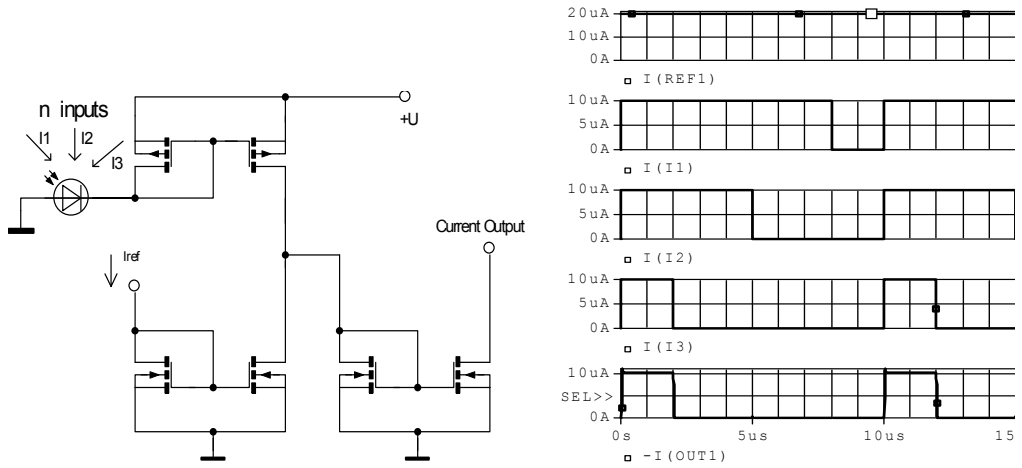 n inputs
I1
I2
I3
+U
Iref
Current Output
20uA
10uA
0A
I(REF1)
10uA
5uA
0A
I(I1)
10uA
5uA
0A
I(I2)
10uA
5uA
0A
I(I3)
10uA
SEL>>
0A
0s 5us 10us 15
-I(OUT1)